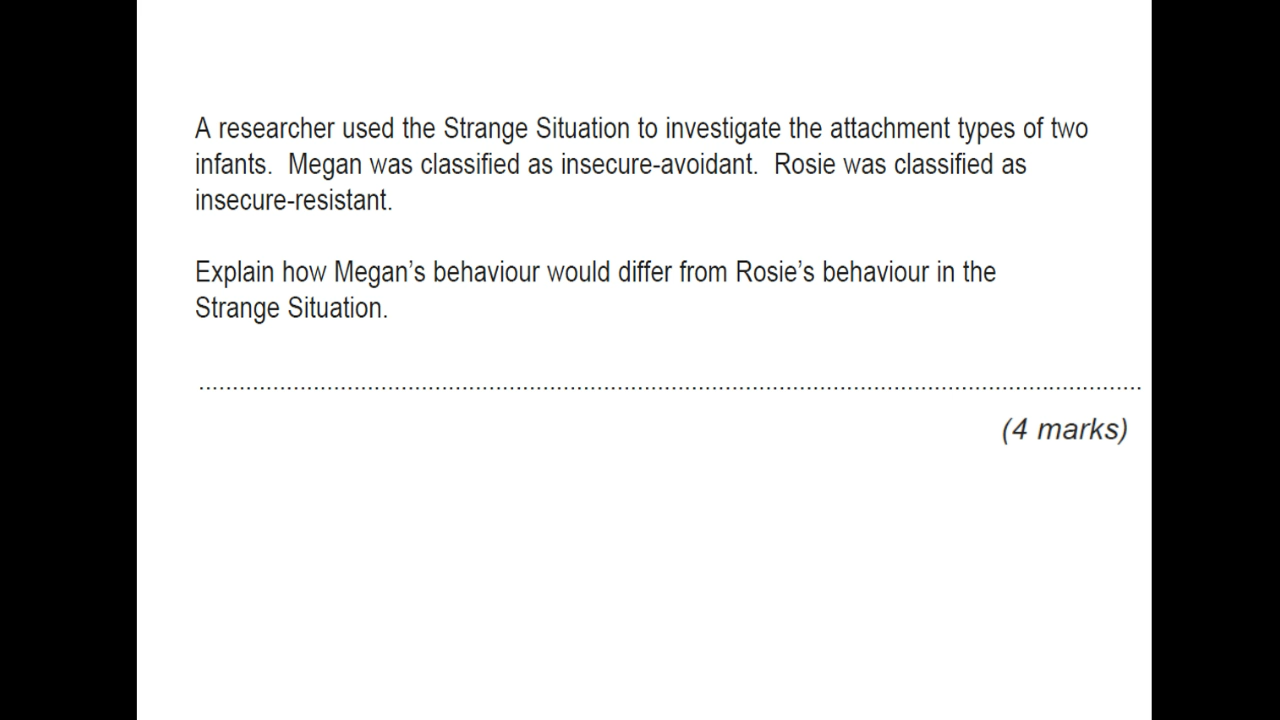 A researcher used the Strange Situation to investigate the attachment types of two
infants.  Megan was classified as insecure-avoidant.  Rosie was classified as
insecure-resistant.
Explain how Megan’s behaviour would differ from Rosie’s behaviour in the
Strange Situation.
................................................................................................................................................
(4 marks)